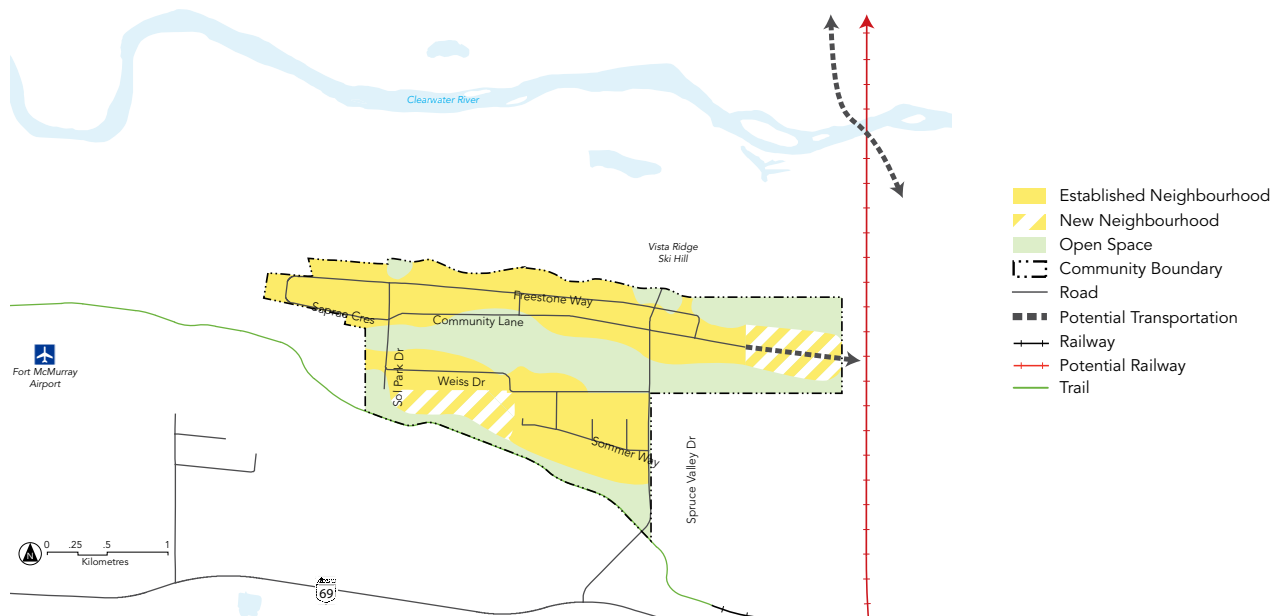 Clearwater River
Vista Ridge
Ski Hill
Freestone Way
Saprae Cres
Community Lane
Sol Park Dr
Weiss Dr
Sommer Way
Spruce Valley Dr
Fort McMurray
Airport
N
0 .25 .5 1
Kilometres
69
Established Neighbourhood
New Neighbourhood
Open Space
Community Boundary
Road
Potential Transportation
Railway
Potential Railway
Trail